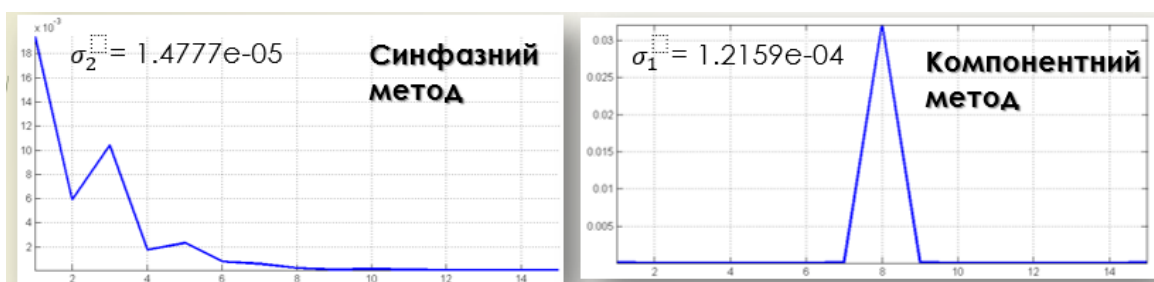 x 10⁻³
σ₂ = 1.4777e-05
Синфазний
метод
18
16
14
12
10
8
6
4
2
2 4 6 8 10 12 14
σ₁ = 1.2159e-04
Компонентний
метод
0.03
0.025
0.02
0.015
0.01
0.005
2 4 6 8 10 12 14